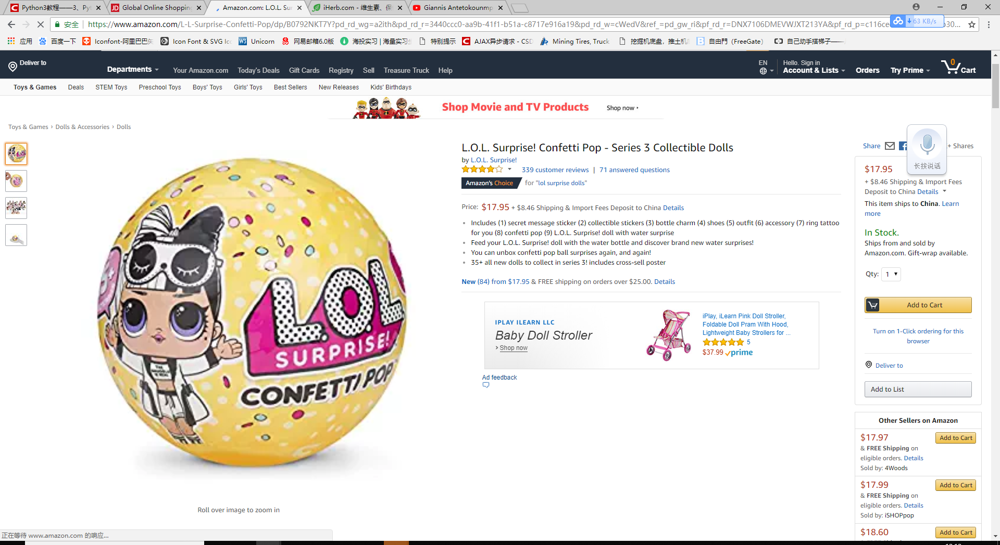 Python3教程——3、Pyt
Global Online Shopping
Amazon.com: L.O.L. Sur
iHerb.com - 维生素、保
Giannis Antetokounmp
安全
https://www.amazon.com/L-L-Surprise-Confetti-Pop/dp/B0792NKT7Y?pd_rd_wg=a2ith&pd_rd_r=3440ccc0-aa9b-41f1-b51a-c8717e916a19&pd_rd_w=cWedV&ref_=pd_gw_ri&pf_rd_r=DNX7106DMEVWJXT213YA&pf_rd_p=c116ce
63 KB/s
应用
百度一下
Iconfont-阿里巴巴矢
Icon Font & SVG Ic
Unicorn
网易邮箱6.0版
海投实习 | 海量实习生
特别提示
AJAX异步请求 - CSD
Mining Tires, Truck
挖掘机底盘，推土机
自由門（FreeGate）
自己动手搭梯子——
Deliver to
Departments
Your Amazon.com
Today's Deals
Gift Cards
Registry
Sell
Treasure Truck
Help
EN
Hello. Sign in
Account & Lists
Orders
Try Prime
0
Cart
Toys & Games
Deals
STEM Toys
Preschool Toys
Boys' Toys
Girls' Toys
Best Sellers
New Releases
Kids' Birthdays
Shop Movie and TV Products
Shop now
Toys & Games › Dolls & Accessories › Dolls
L.O.L.
SURPRISE!
CONFETTI POP
Roll over image to zoom in
L.O.L. Surprise! Confetti Pop - Series 3 Collectible Dolls
by L.O.L. Surprise!
339 customer reviews | 71 answered questions
Amazon's Choice for "lol surprise dolls"
Price: $17.95 + $8.46 Shipping & Import Fees Deposit to China Details
Includes (1) secret message sticker (2) collectible stickers (3) bottle charm (4) shoes (5) outfit (6) accessory (7) ring tattoo
for you (8) confetti pop (9) L.O.L. Surprise! doll with water surprise
Feed your L.O.L. Surprise! doll with the water bottle and discover brand new water surprises!
You can unbox confetti pop ball surprises again, and again!
35+ all new dolls to collect in series 3! includes cross-sell poster
New (84) from $17.95 & FREE shipping on orders over $25.00. Details
IPLAY ILEARN LLC
Baby Doll Stroller
› Shop now
iPlay, iLearn Pink Doll Stroller,
Foldable Doll Pram With Hood,
Lightweight Baby Strollers for ...
5
$37.99 prime
Ad feedback
Share
+ Shares
长按说话
$17.95
+ $8.46 Shipping & Import Fees
Deposit to China Details
This item ships to China. Learn
more
In Stock.
Ships from and sold by
Amazon.com. Gift-wrap available.
Qty: 1
Add to Cart
Turn on 1-Click ordering for this
browser
Deliver to
Add to List
Other Sellers on Amazon
$17.97
Add to Cart
& FREE Shipping on
eligible orders. Details
Sold by: 4Woods
$17.99
Add to Cart
& FREE Shipping on
eligible orders. Details
Sold by: iSHOPpop
$18.60
Add to Cart
正在等待 www.amazon.com 的响应...